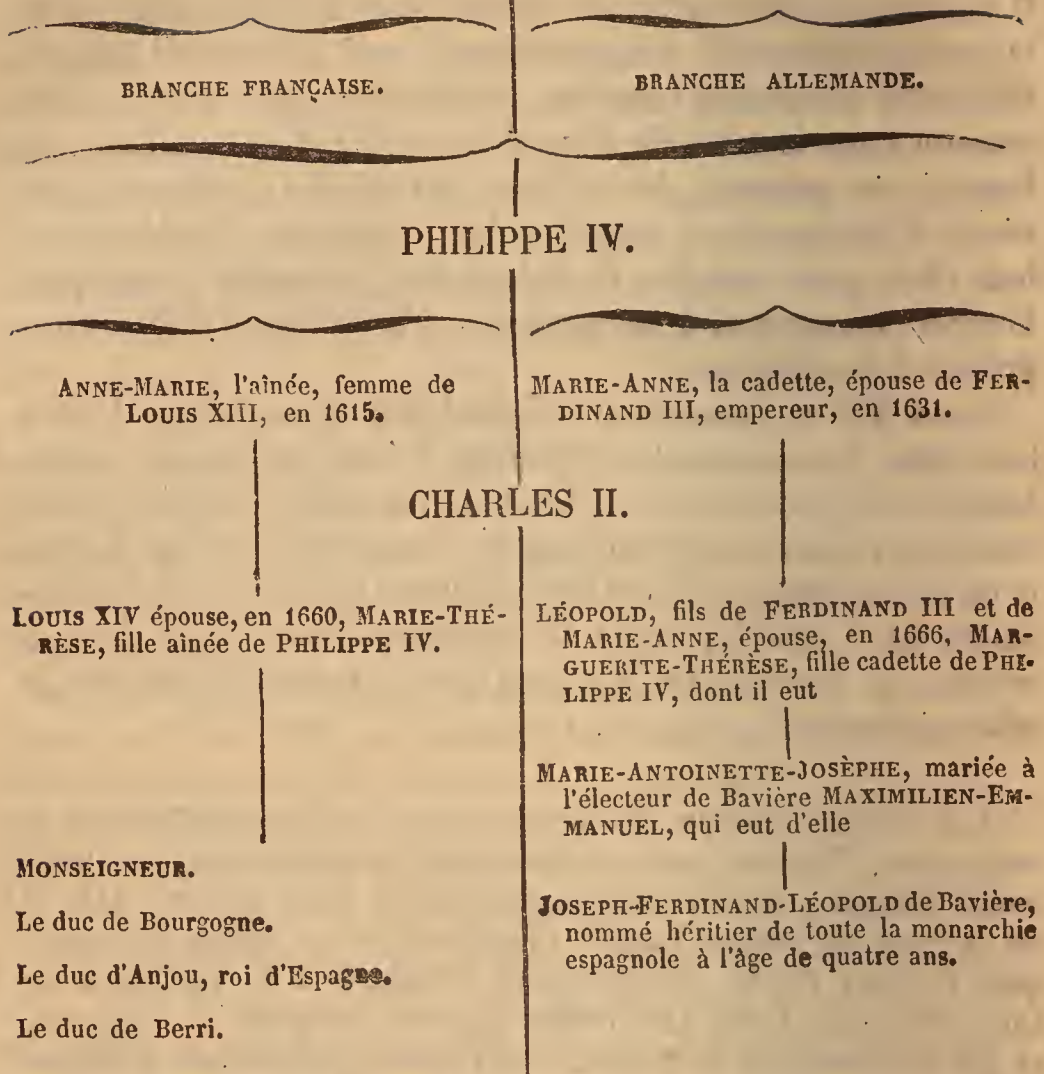 BRANCHE FRANÇAISE.
BRANCHE ALLEMANDE.
PHILIPPE IV.
ANNE-MARIE, l'aînée, femme de
LOUIS XIII, en 1615.
MARIE-ANNE, la cadette, épouse de FER-
DINAND III, empereur, en 1631.
CHARLES II.
LOUIS XIV épouse, en 1660, MARIE-THÉ-
RÈSE, fille aînée de PHILIPPE IV.
LÉOPOLD, fils de FERDINAND III et de
MARIE-ANNE, épouse, en 1666, MAR-
GUERITE-THÉRÈSE, fille cadette de PHI-
LIPPE IV, dont il eut
MARIE-ANTOINETTE-JOSÈPHE, mariée à
l'électeur de Bavière MAXIMILIEN-EM-
MANUEL, qui eut d'elle
MONSEIGNEUR.
Le duc de Bourgogne.
Le duc d'Anjou, roi d'Espagne.
Le duc de Berri.
JOSEPH-FERDINAND-LÉOPOLD de Bavière,
nommé héritier de toute la monarchie
espagnole à l'âge de quatre ans.